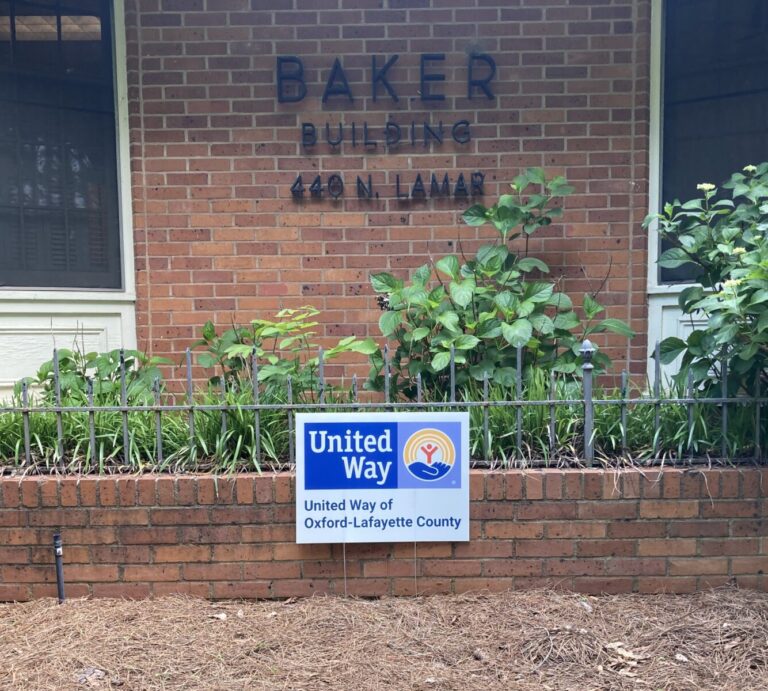 BAKER
BUILDING
440 N. LAMAR
United
Way
United Way of
Oxford-Lafayette County